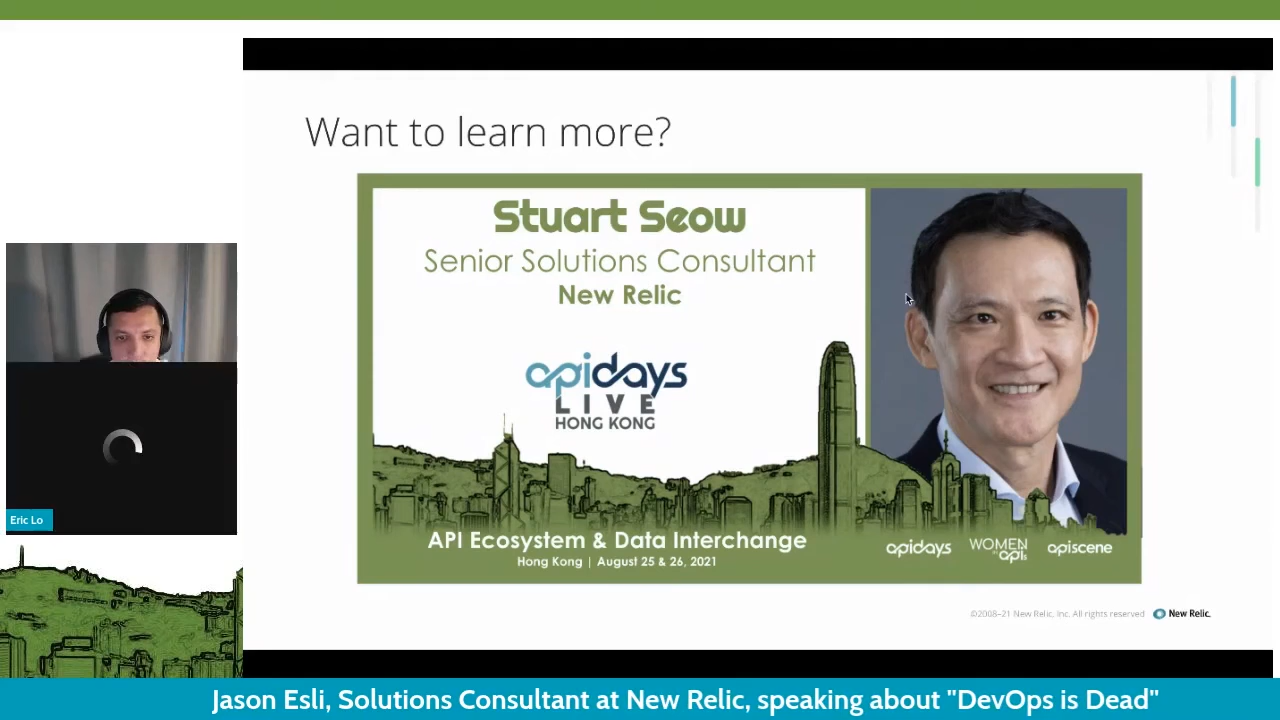 Want to learn more?
Stuart Seow
Senior Solutions Consultant
New Relic
apidays
LIVE
HONG KONG
API Ecosystem & Data Interchange
Hong Kong | August 25 & 26, 2021
apidays
WOMEN
in apis
apiscene
©2008–21 New Relic, Inc. All rights reserved
New Relic.
Eric Lo
Jason Esli, Solutions Consultant at New Relic, speaking about "DevOps is Dead"